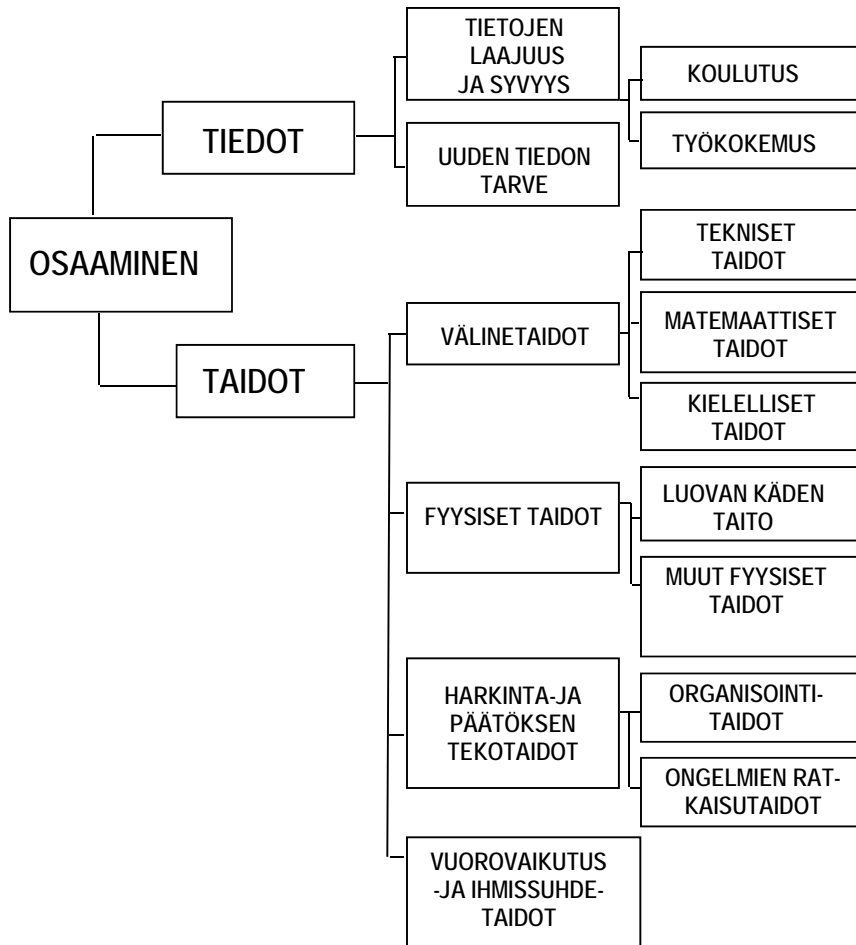 TIETOJEN
LAAJUUS
JA SYVYYS
KOULUTUS
TIEDOT
UUDEN TIEDON
TARVE
TYÖKOKEMUS
OSAAMINEN
TAIDOT
VÄLINETAIDOT
TEKNISET
TAIDOT
MATEMAATTISET
TAIDOT
KIELELLISET
TAIDOT
FYYSISET TAIDOT
LUOVAN KÄDEN
TAITO
MUUT FYYSISET
TAIDOT
HARKINTA-JA
PÄÄTÖKSEN
TEKOTAIDOT
ORGANISOINTI-
TAIDOT
ONGELMIEN RAT-
KAISUTAIDOT
VUOROVAIKUTUS
-JA IHMISSUHDE-
TAIDOT